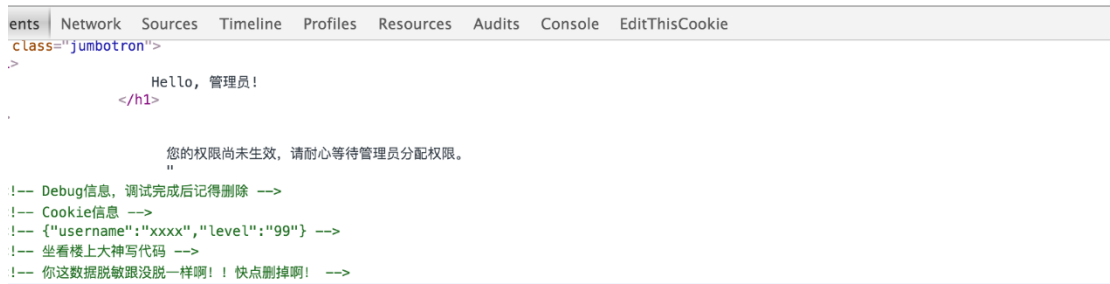 ents Network Sources Timeline Profiles Resources Audits Console EditThisCookie
class="jumbotron">
.>
Hello, 管理员!
</h1>
您的权限尚未生效，请耐心等待管理员分配权限。
"
!-- Debug信息，调试完成后记得删除 -->
!-- Cookie信息 -->
!-- {"username":"xxxx","level":"99"} -->
!-- 坐看楼上大神写代码 -->
!-- 你这数据脱敏跟没脱一样啊！！快点删掉啊！ -->